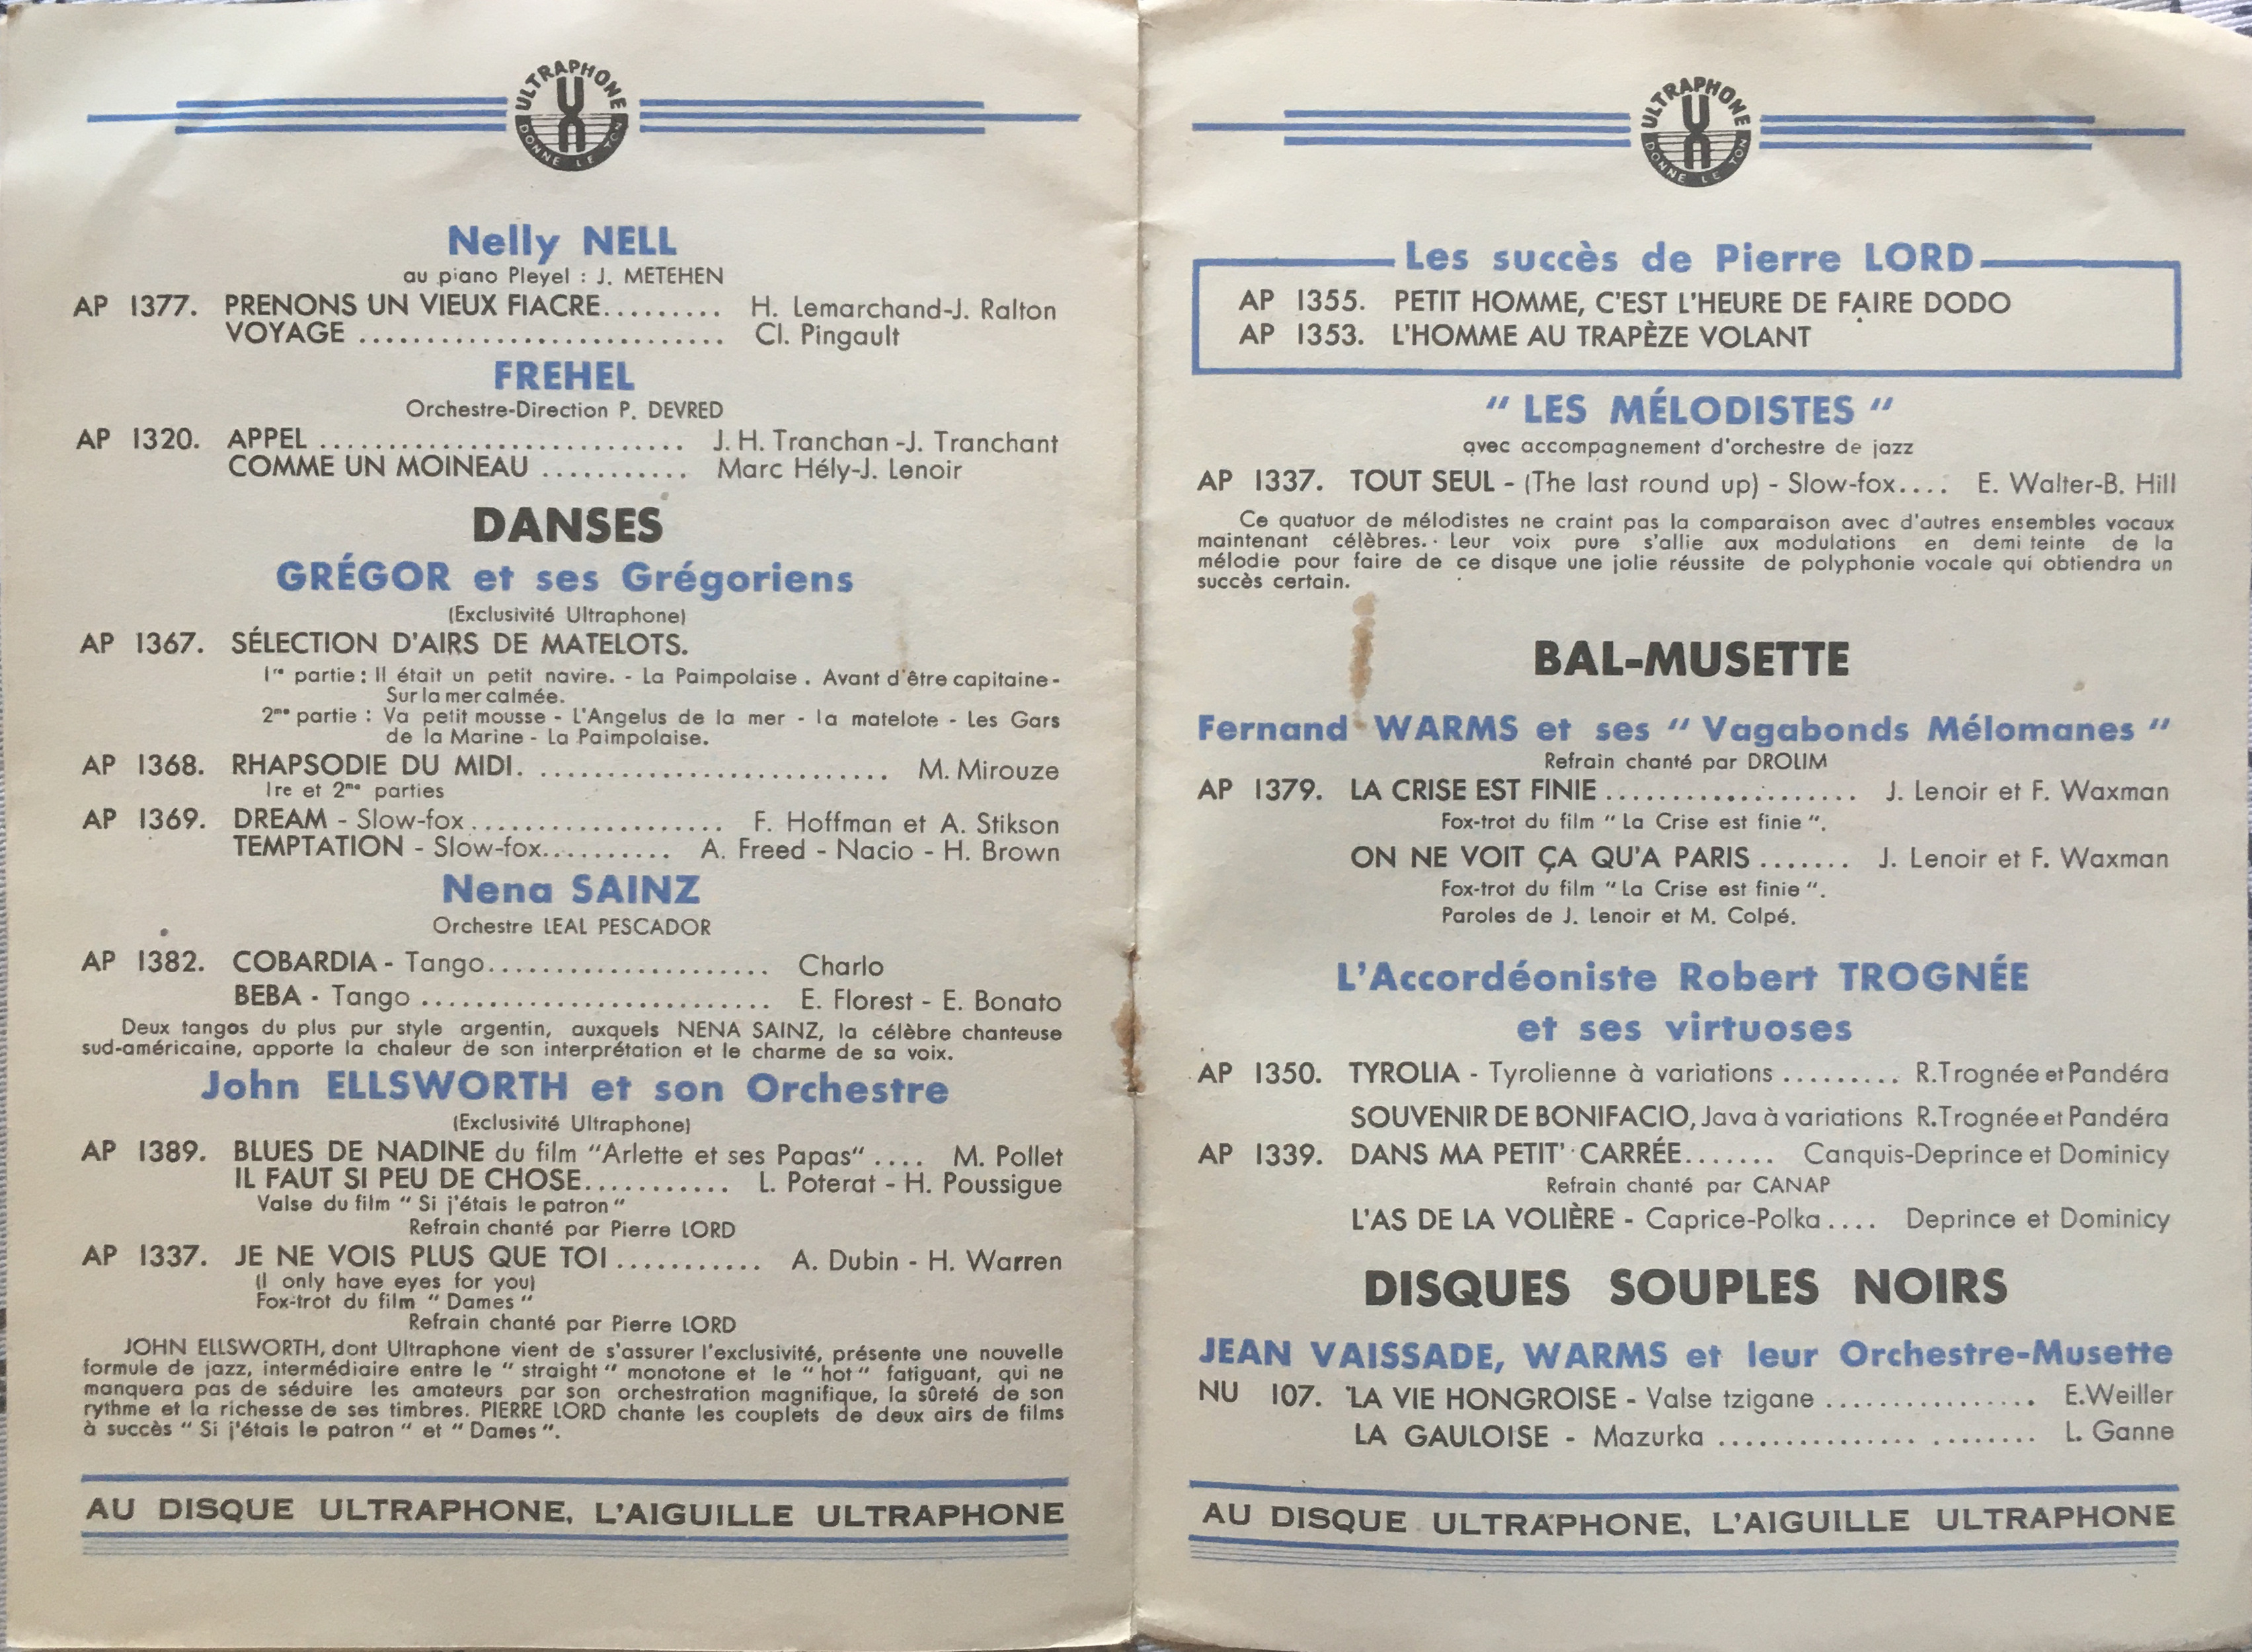 ULTRAPHONE
DONNE LE TON
Nelly NELL
au piano Pleyel : J. METEHEN
AP 1377. PRENONS UN VIEUX FIACRE......... H. Lemarchand-J. Ralton
VOYAGE ........................... Cl. Pingault
FREHEL
Orchestre-Direction P. DEVRED
AP 1320. APPEL ........................... J. H. Tranchan -J. Tranchant
COMME UN MOINEAU ........... Marc Hély-J. Lenoir
DANSES
GRÉGOR et ses Grégoriens
(Exclusivité Ultraphone)
AP 1367. SÉLECTION D'AIRS DE MATELOTS.
1re partie : Il était un petit navire. - La Paimpolaise . Avant d'être capitaine-
Sur la mer calmée.
2me partie : Va petit mousse - L'Angelus de la mer - la matelote - Les Gars
de la Marine - La Paimpolaise.
AP 1368. RHAPSODIE DU MIDI. .......................... M. Mirouze
1re et 2me parties
AP 1369. DREAM - Slow-fox................... F. Hoffman et A. Stikson
TEMPTATION - Slow-fox.......... A. Freed - Nacio - H. Brown
Nena SAINZ
Orchestre LEAL PESCADOR
AP 1382. COBARDIA - Tango..................... Charlo
BEBA - Tango .......................... E. Florest - E. Bonato
Deux tangos du plus pur style argentin, auxquels NENA SAINZ, la célèbre chanteuse
sud-américaine, apporte la chaleur de son interprétation et le charme de sa voix.
John ELLSWORTH et son Orchestre
(Exclusivité Ultraphone)
AP 1389. BLUES DE NADINE du film "Arlette et ses Papas" .... M. Pollet
IL FAUT SI PEU DE CHOSE........... L. Poterat - H. Poussigue
Valse du film " Si j'étais le patron "
Refrain chanté par Pierre LORD
AP 1337. JE NE VOIS PLUS QUE TOI ........... A. Dubin - H. Warren
(I only have eyes for you)
Fox-trot du film " Dames "
Refrain chanté par Pierre LORD
JOHN ELLSWORTH, dont Ultraphone vient de s'assurer l'exclusivité, présente une nouvelle
formule de jazz, intermédiaire entre le " straight " monotone et le " hot " fatiguant, qui ne
manquera pas de séduire les amateurs par son orchestration magnifique, la sûreté de son
rythme et la richesse de ses timbres. PIERRE LORD chante les couplets de deux airs de films
à succès " Si j'étais le patron " et " Dames ".
AU DISQUE ULTRAPHONE, L'AIGUILLE ULTRAPHONE
ULTRAPHONE
DONNE LE TON
Les succès de Pierre LORD
AP 1355. PETIT HOMME, C'EST L'HEURE DE FAIRE DODO
AP 1353. L'HOMME AU TRAPÈZE VOLANT
" LES MÉLODISTES "
avec accompagnement d'orchestre de jazz
AP 1337. TOUT SEUL - (The last round up) - Slow-fox.... E. Walter-B. Hill
Ce quatuor de mélodistes ne craint pas la comparaison avec d'autres ensembles vocaux
maintenant célèbres. Leur voix pure s'allie aux modulations en demi teinte de la
mélodie pour faire de ce disque une jolie réussite de polyphonie vocale qui obtiendra un
succès certain.
BAL-MUSETTE
Fernand WARMS et ses " Vagabonds Mélomanes "
Refrain chanté par DROLIM
AP 1379. LA CRISE EST FINIE ................... J. Lenoir et F. Waxman
Fox-trot du film " La Crise est finie ".
ON NE VOIT ÇA QU'A PARIS ....... J. Lenoir et F. Waxman
Fox-trot du film " La Crise est finie ".
Paroles de J. Lenoir et M. Colpé.
L'Accordéoniste Robert TROGNÉE
et ses virtuoses
AP 1350. TYROLIA - Tyrolienne à variations ......... R.Trognée et Pandéra
SOUVENIR DE BONIFACIO, Java à variations R.Trognée et Pandéra
AP 1339. DANS MA PETIT' CARRÉE....... Canquis-Deprince et Dominicy
Refrain chanté par CANAP
L'AS DE LA VOLIÈRE - Caprice-Polka .... Deprince et Dominicy
DISQUES SOUPLES NOIRS
JEAN VAISSADE, WARMS et leur Orchestre-Musette
NU 107. LA VIE HONGROISE - Valse tzigane ................ E.Weiller
LA GAULOISE - Mazurka ............... ........ L. Ganne
AU DISQUE ULTRAPHONE, L'AIGUILLE ULTRAPHONE